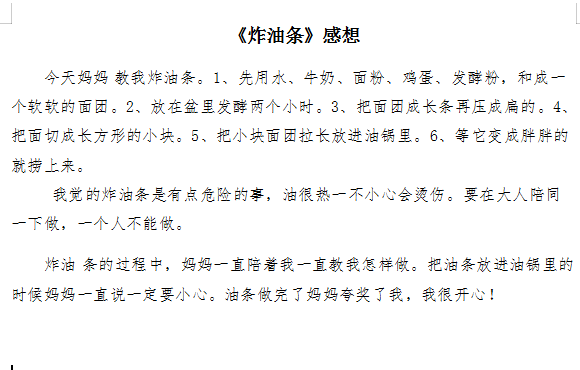 《炸油条》感想
今天妈妈 教我炸油条。1、先用水、牛奶、面粉、鸡蛋、发酵粉，和成一
个软软的面团。2、放在盆里发酵两个小时。3、把面团成长条再压成扁的。4、
把面切成长方形的小块。5、把小块面团拉长放进油锅里。6、等它变成胖胖的
就捞上来。
我觉的炸油条是有点危险的事，油很热一不小心会烫伤。要在大人陪同
一下做，一个人不能做。
炸油 条的过程中，妈妈一直陪着我一直教我怎样做。把油条放进油锅里的
时候妈妈一直说一定要小心。油条做完了妈妈夸奖了我，我很开心！